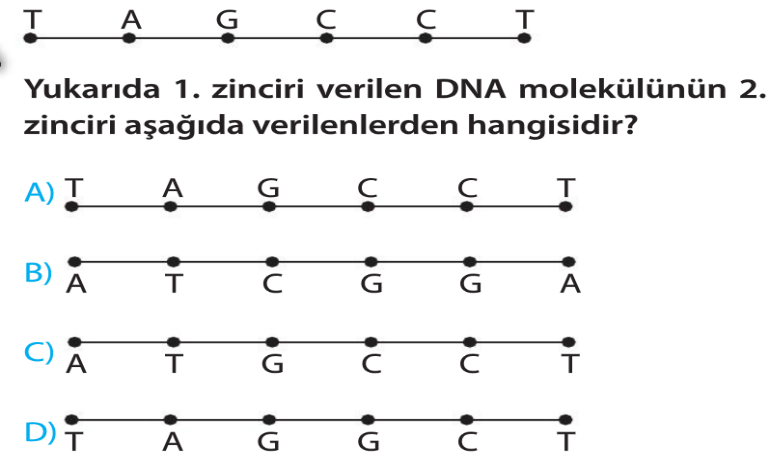 T A G C C T
Yukarıda 1. zinciri verilen DNA molekülünün 2.
zinciri aşağıda verilenlerden hangisidir?
A) T A G C C T
B) A T C G G A
C) A T G C C T
D) T A G G C T